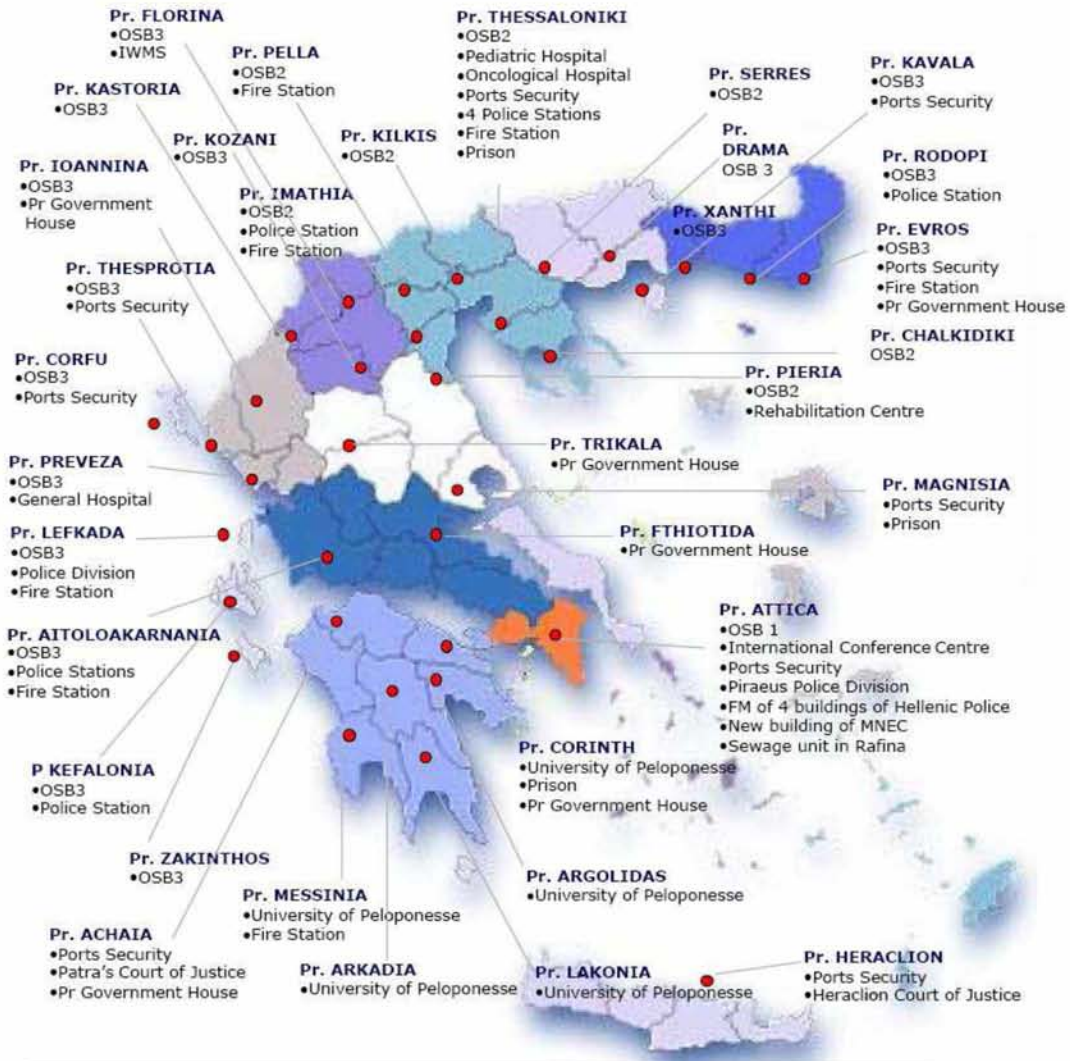 Pr. FLORINA
•OSB3
•IWMS
Pr. PELLA
•OSB2
•Fire Station
Pr. THESSALONIKI
•OSB2
•Pediatric Hospital
•Oncological Hospital
•Ports Security
•4 Police Stations
•Fire Station
•Prison
Pr. SERRES
•OSB2
Pr. KAVALA
•OSB3
•Ports Security
Pr. KASTORIA
•OSB3
Pr. KOZANI
•OSB3
Pr. KILKIS
•OSB2
Pr.
DRAMA
OSB 3
Pr. RODOPI
•OSB3
•Police Station
Pr. IOANNINA
•OSB3
•Pr Government
House
Pr. IMATHIA
•OSB2
•Police Station
•Fire Station
Pr. XANTHI
•OSB3
Pr. EVROS
•OSB3
•Ports Security
•Fire Station
•Pr Government House
Pr. THESPROTIA
•OSB3
•Ports Security
Pr. CHALKIDIKI
OSB2
Pr. CORFU
•OSB3
•Ports Security
Pr. PIERIA
•OSB2
•Rehabilitation Centre
Pr. TRIKALA
•Pr Government House
Pr. PREVEZA
•OSB3
•General Hospital
Pr. MAGNISIA
•Ports Security
•Prison
Pr. LEFKADA
•OSB3
•Police Division
•Fire Station
Pr. FTHIOTIDA
•Pr Government House
Pr. AITOLOAKARNANIA
•OSB3
•Police Stations
•Fire Station
Pr. ATTICA
•OSB 1
•International Conference Centre
•Ports Security
•Piraeus Police Division
•FM of 4 buildings of Hellenic Police
•New building of MNEC
•Sewage unit in Rafina
Pr. CORINTH
•University of Peloponesse
•Prison
•Pr Government House
P KEFALONIA
•OSB3
•Police Station
Pr. ZAKINTHOS
•OSB3
Pr. MESSINIA
•University of Peloponesse
•Fire Station
Pr. ARGOLIDAS
•University of Peloponesse
Pr. ACHAIA
•Ports Security
•Patra's Court of Justice
•Pr Government House
Pr. ARKADIA
•University of Peloponesse
Pr. LAKONIA
•University of Peloponesse
Pr. HERACLION
•Ports Security
•Heraclion Court of Justice